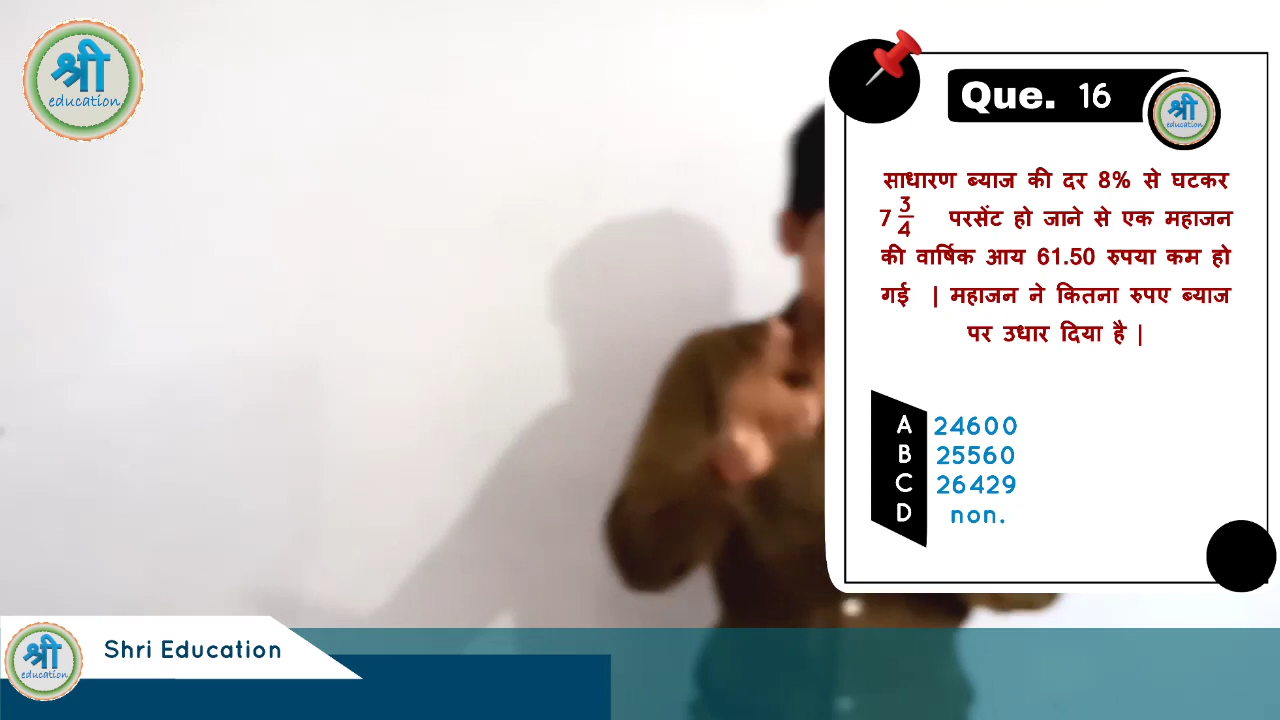 श्री
education
Que. 16
श्री
education
साधारण ब्याज की दर 8% से घटकर
7 3/4 परसेंट हो जाने से एक महाजन
की वार्षिक आय 61.50 रुपया कम हो
गई | महाजन ने कितना रुपए ब्याज
पर उधार दिया है |
A 24600
B 25560
C 26429
D non.
श्री
education
Shri Education